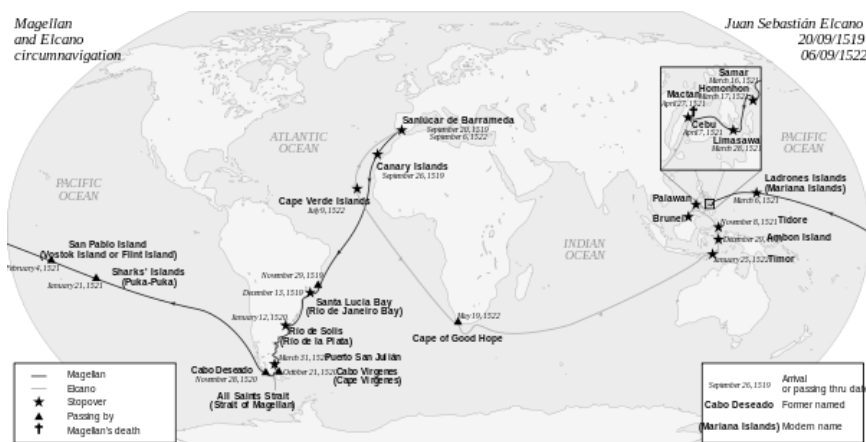 Magellan
and Elcano
circumnavigation
Juan Sebastián Elcano
20/09/1519
06/09/1522
Samar
March 16, 1521
Homonhon
March 17, 1521
Mactan
April 27, 1521
Cebu
April 7, 1521
Limasawa
March 28, 1521
Sanlúcar de Barrameda
September 20, 1519
September 6, 1522
ATLANTIC
OCEAN
PACIFIC
OCEAN
Canary Islands
September 26, 1519
PACIFIC
OCEAN
Cape Verde Islands
July 9, 1522
Ladrones Islands
(Mariana Islands)
March 6, 1521
Palawan
Brunei
November 8, 1521
Tidore
Ambon Island
December 29,
Timor
January 25, 1522
INDIAN
OCEAN
San Pablo Island
(Vostok Island or Flint Island)
February 4, 1521
Sharks' Islands
(Puka-Puka)
January 21, 1521
November 29, 1519
December 13, 1519
Santa Lucia Bay
(Rio de Janeiro Bay)
January 12, 1520
Río de Solis
(Río de la Plata)
May 19, 1522
Cape of Good Hope
March 31, 1520
Puerto San Julián
Cabo Deseado
November 28, 1520
October 21, 1520
Cabo Vírgenes
(Cape Virgenes)
All Saints Strait
(Strait of Magellan)
Magellan
Elcano
Stopover
Passing by
Magellan's death
September 26, 1519
Arrival
or passing thru date
Cabo Deseado Former named
(Mariana Islands) Modern name